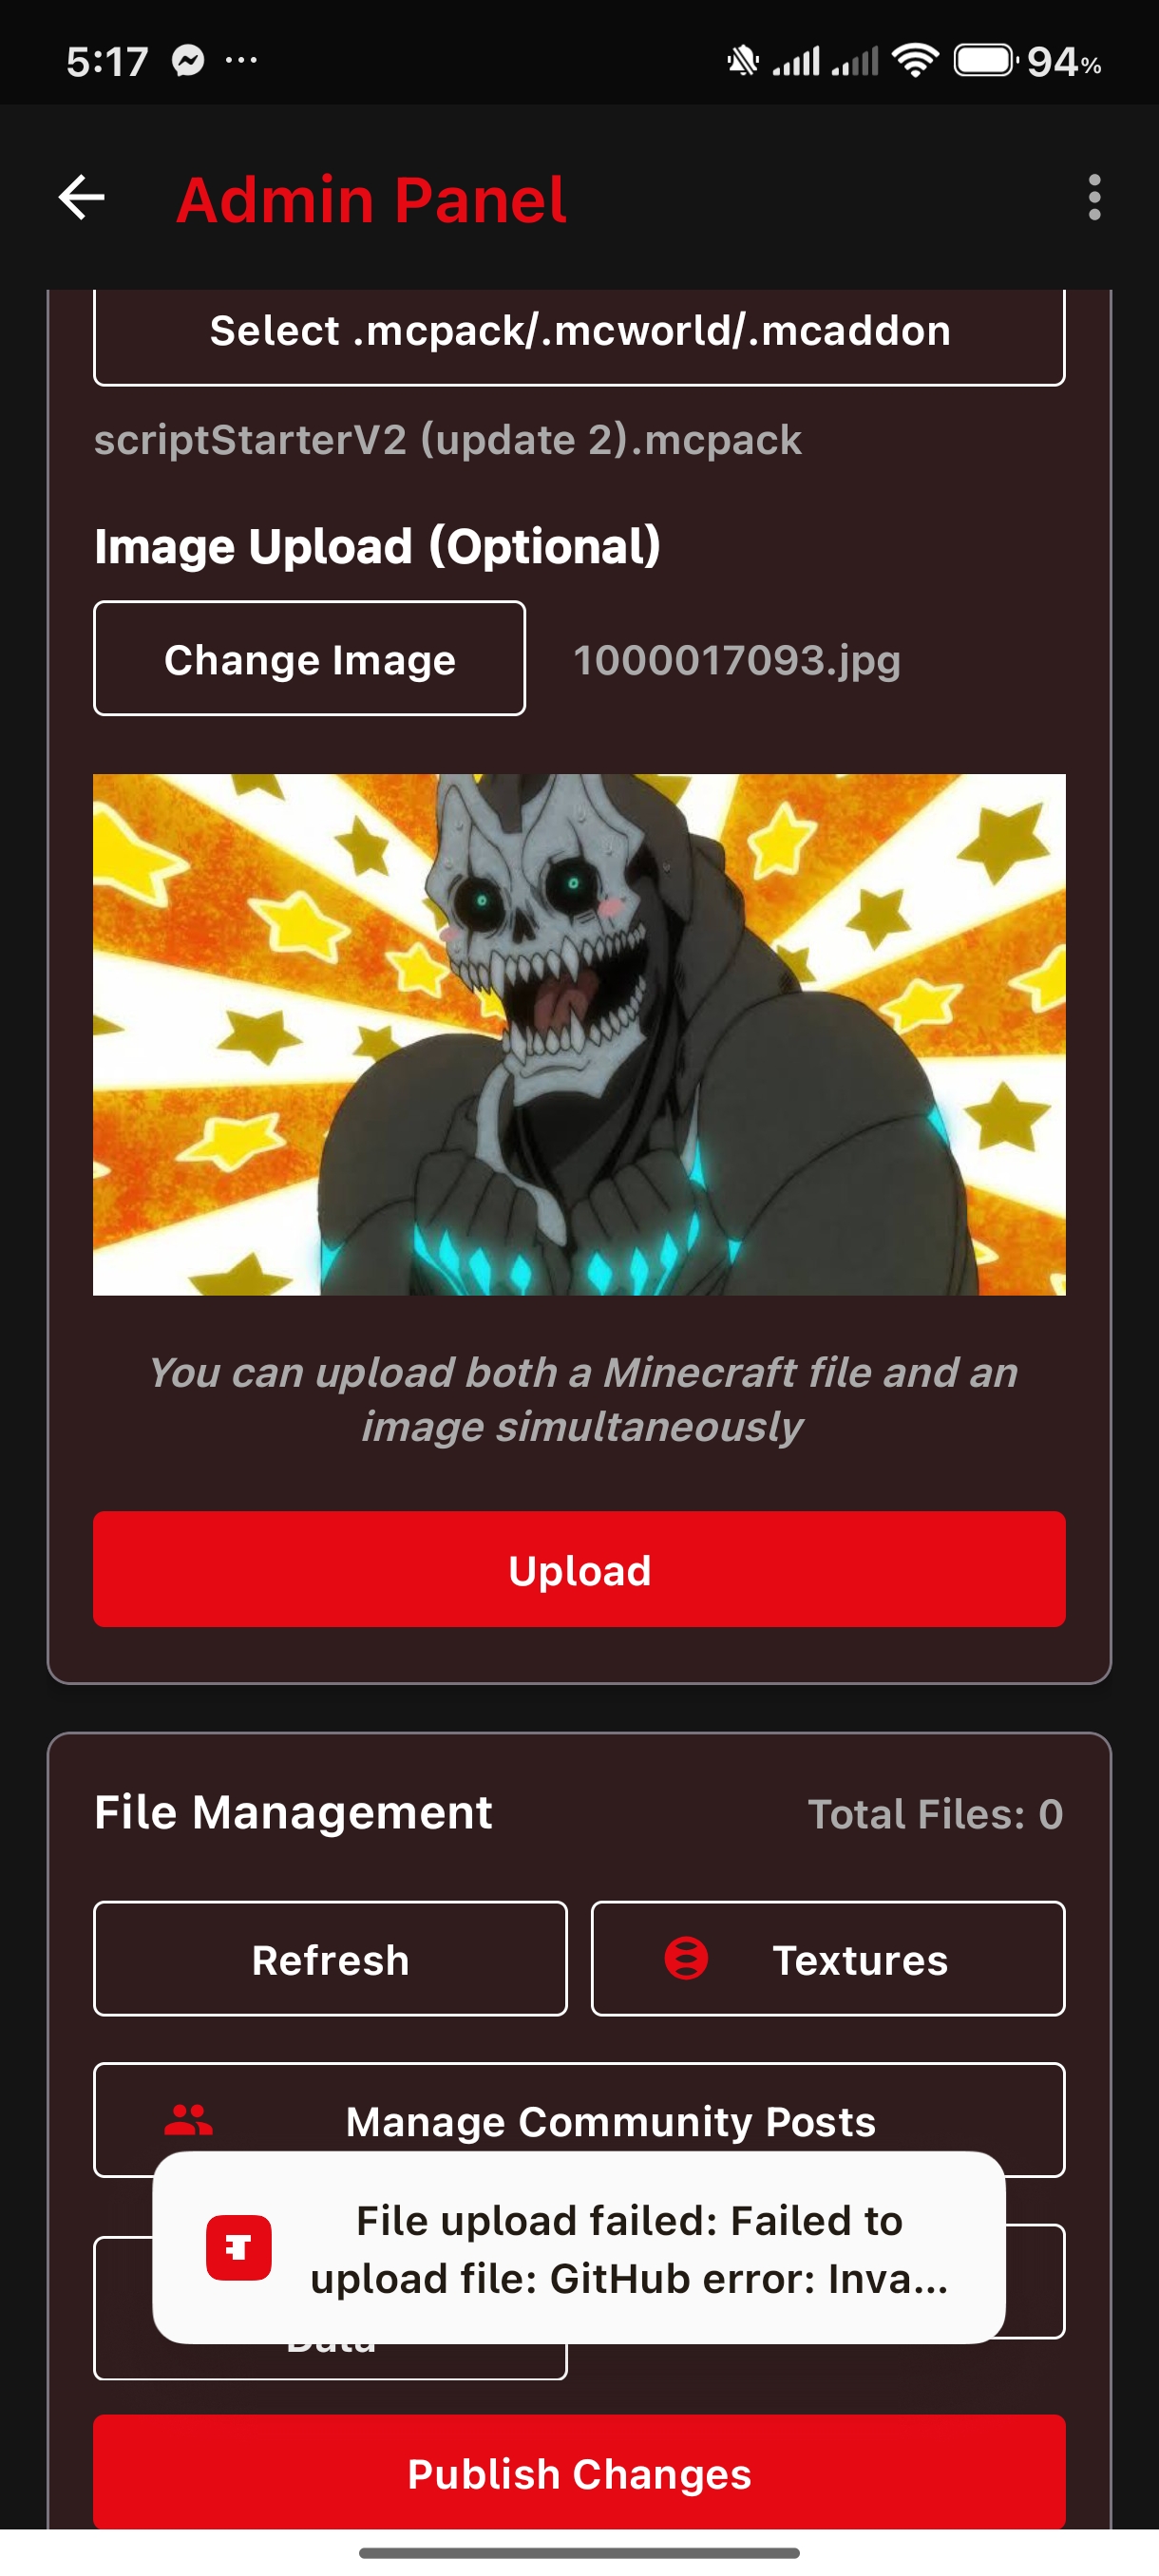 5:17
94%
Admin Panel
Select .mcpack/.mcworld/.mcaddon
scriptStarterV2 (update 2).mcpack
Image Upload (Optional)
Change Image
1000017093.jpg
You can upload both a Minecraft file and an
image simultaneously
Upload
File Management
Total Files: 0
Refresh
Textures
Manage Community Posts
File upload failed: Failed to
upload file: GitHub error: Inva...
Data
Publish Changes